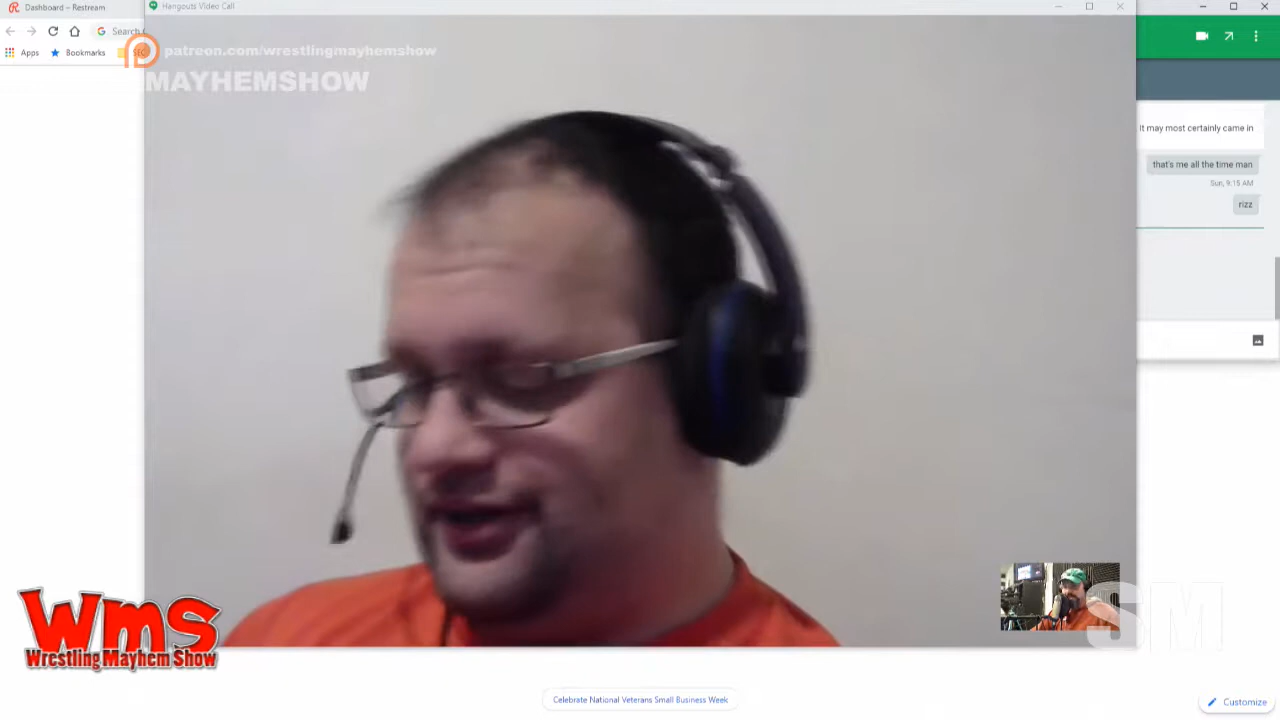 Dashboard – Restream
Hangouts Video Call
Search
patreon.com/wrestlingmayhemshow
Apps
Bookmarks
MAYHEMSHOW
It may most certainly came in
that's me all the time man
Sun, 9:15 AM
rizz
SM
Wms
Wrestling Mayhem Show
Celebrate National Veterans Small Business Week
Customize